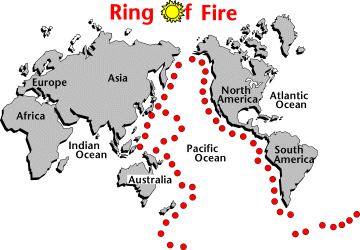 Ring Of Fire
Europe
Asia
Africa
Indian
Ocean
Australia
Pacific
Ocean
North
America
Atlantic
Ocean
South
America